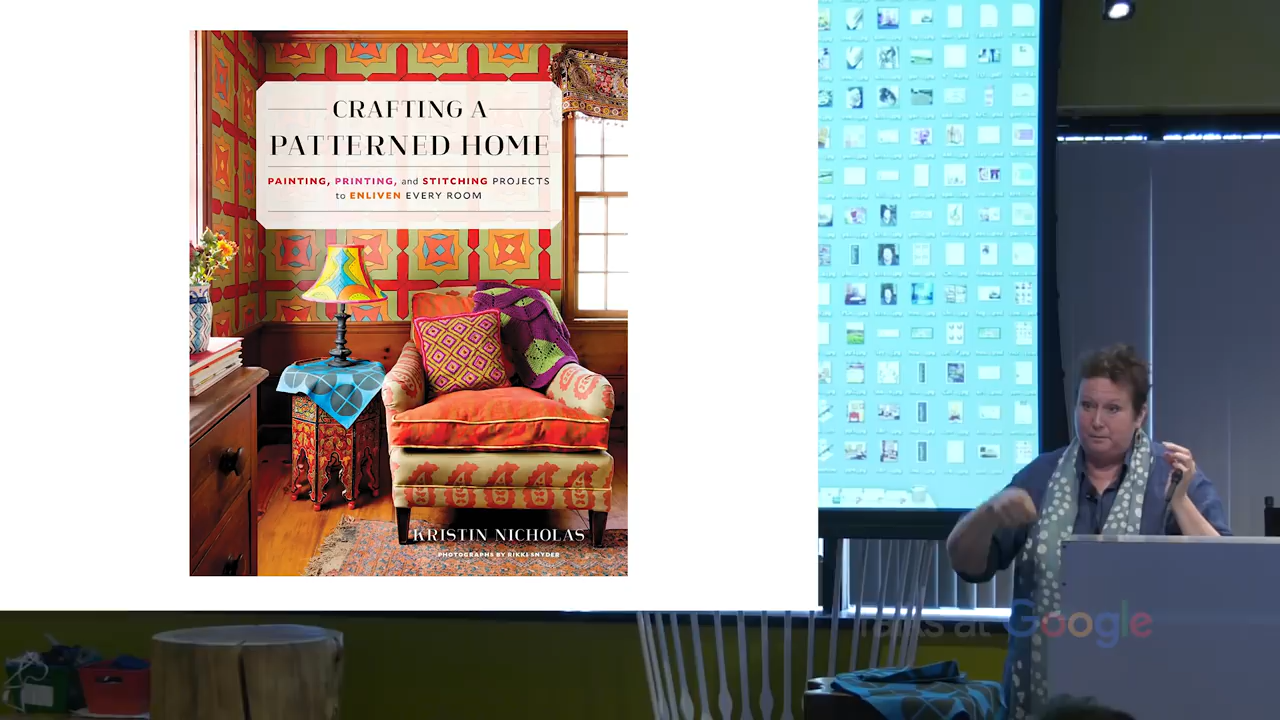 CRAFTING A
PATTERNED HOME
PAINTING, PRINTING, and STITCHING PROJECTS
to ENLIVEN EVERY ROOM
KRISTIN NICHOLAS
PHOTOGRAPHS BY RIKKI SNYDER
Talks at Google